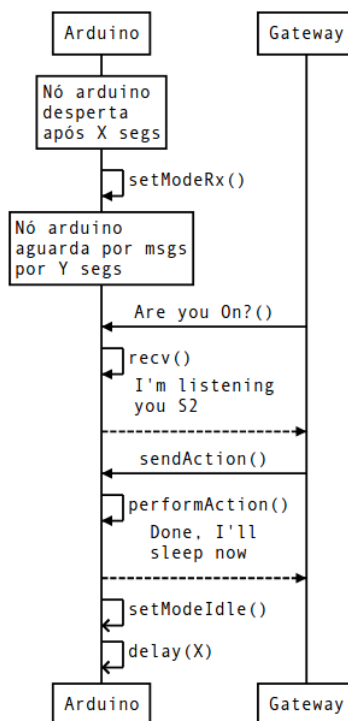 Arduino
Gateway
Nó arduino
desperta
após X segs
setModeRx()
Nó arduino
aguarda por msgs
por Y segs
Are you On?()
recv()
I'm listening
you S2
sendAction()
performAction()
Done, I'll
sleep now
setModeIdle()
delay(X)
Arduino
Gateway